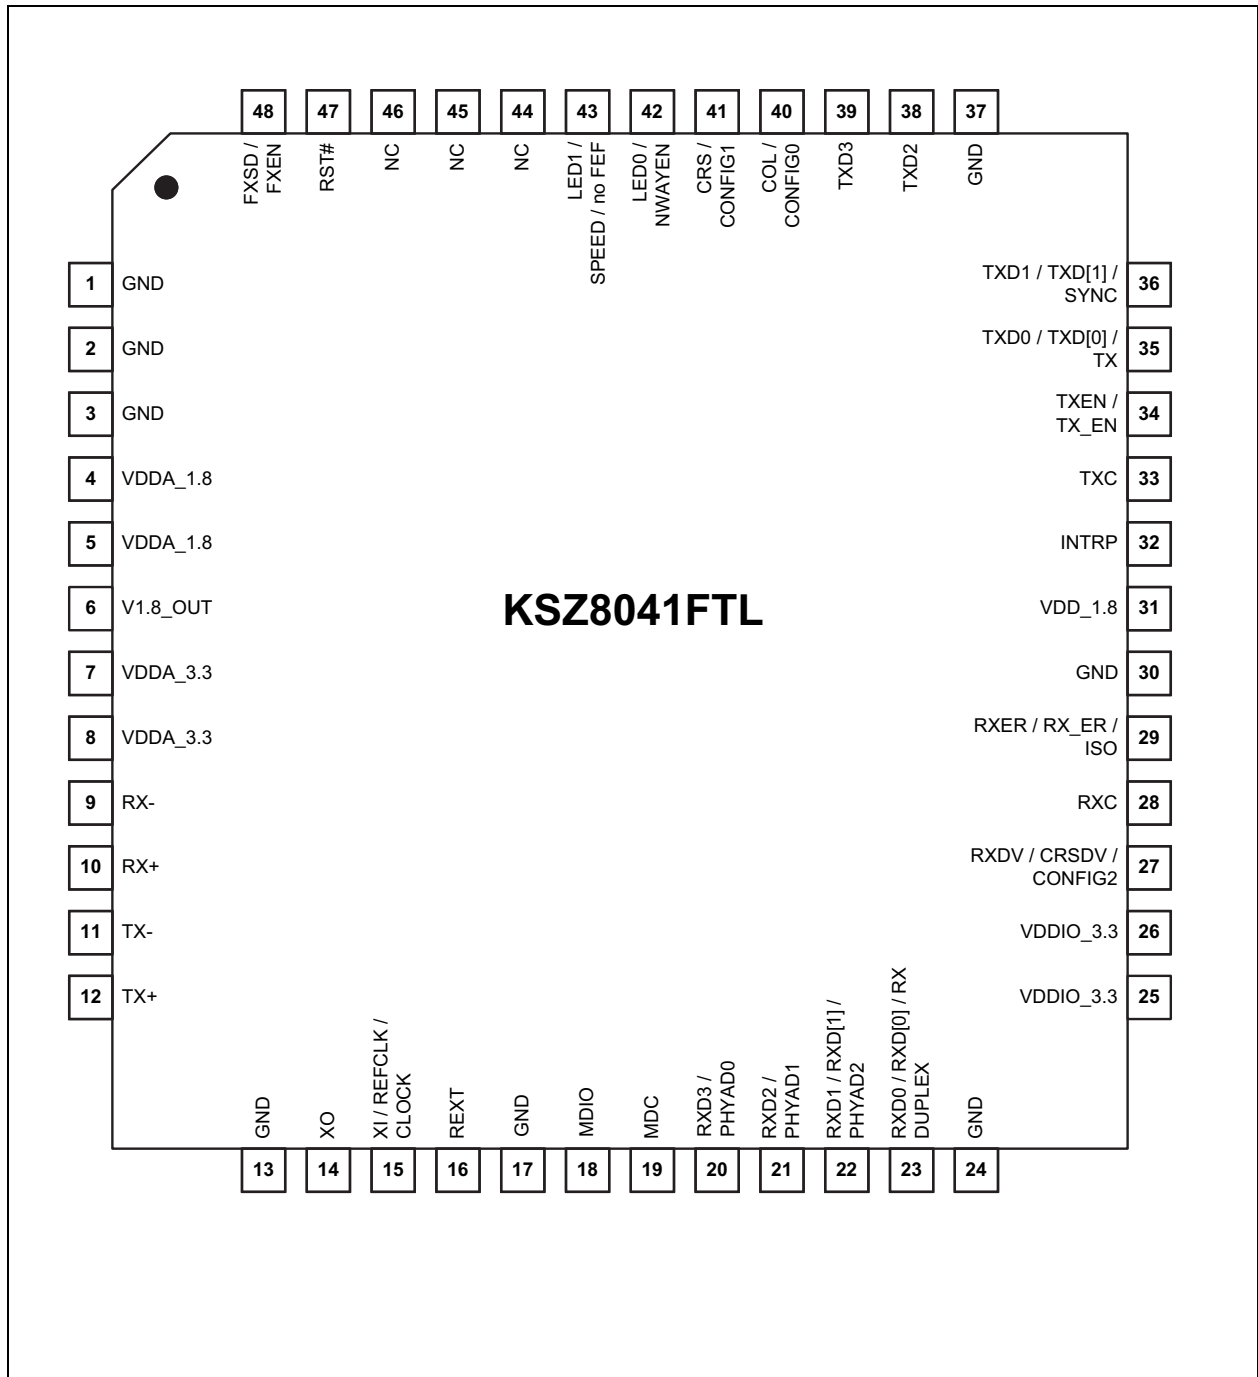 48
47
46
45
44
43
42
41
40
39
38
37
FXSD /
FXEN
RST#
NC
NC
NC
LED1 /
SPEED / no FEF
LED0 /
NWAYEN
CRS /
CONFIG1
COL /
CONFIG0
TXD3
TXD2
GND
1 GND
2 GND
3 GND
4 VDDA_1.8
5 VDDA_1.8
6 V1.8_OUT
7 VDDA_3.3
8 VDDA_3.3
9 RX-
10 RX+
11 TX-
12 TX+
KSZ8041FTL
TXD1 / TXD[1] /
SYNC
36
TXD0 / TXD[0] /
TX
35
TXEN /
TX_EN
34
TXC 33
INTRP 32
VDD_1.8 31
GND 30
RXER / RX_ER /
ISO
29
RXC 28
RXDV / CRSDV /
CONFIG2
27
VDDIO_3.3 26
VDDIO_3.3 25
GND
XO
XI / REFCLK /
CLOCK
REXT
GND
MDIO
MDC
RXD3 /
PHYAD0
RXD2 /
PHYAD1
RXD1 / RXD[1] /
PHYAD2
RXD0 / RXD[0] / RX
DUPLEX
GND
13
14
15
16
17
18
19
20
21
22
23
24